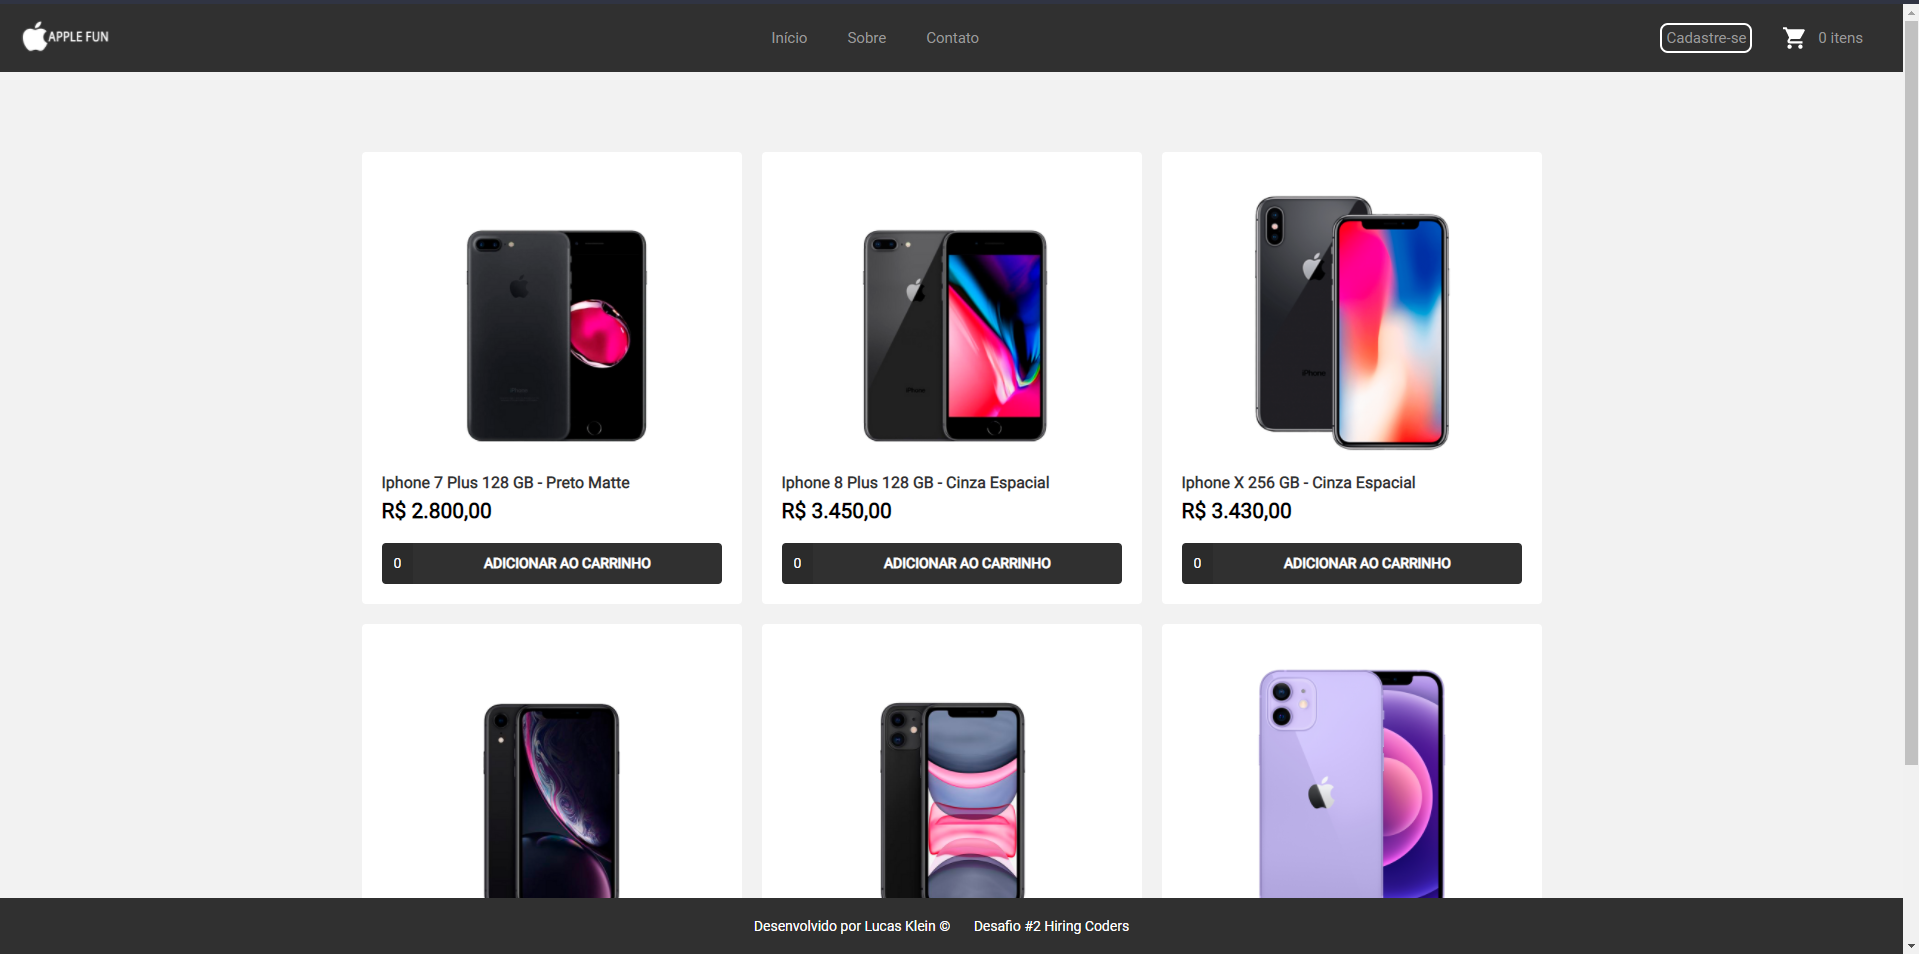 APPLE FUN
Início Sobre Contato
Cadastre-se 0 itens
Iphone 7 Plus 128 GB - Preto Matte
R$ 2.800,00
0 ADICIONAR AO CARRINHO
Iphone 8 Plus 128 GB - Cinza Espacial
R$ 3.450,00
0 ADICIONAR AO CARRINHO
Iphone X 256 GB - Cinza Espacial
R$ 3.430,00
0 ADICIONAR AO CARRINHO
Desenvolvido por Lucas Klein © Desafio #2 Hiring Coders